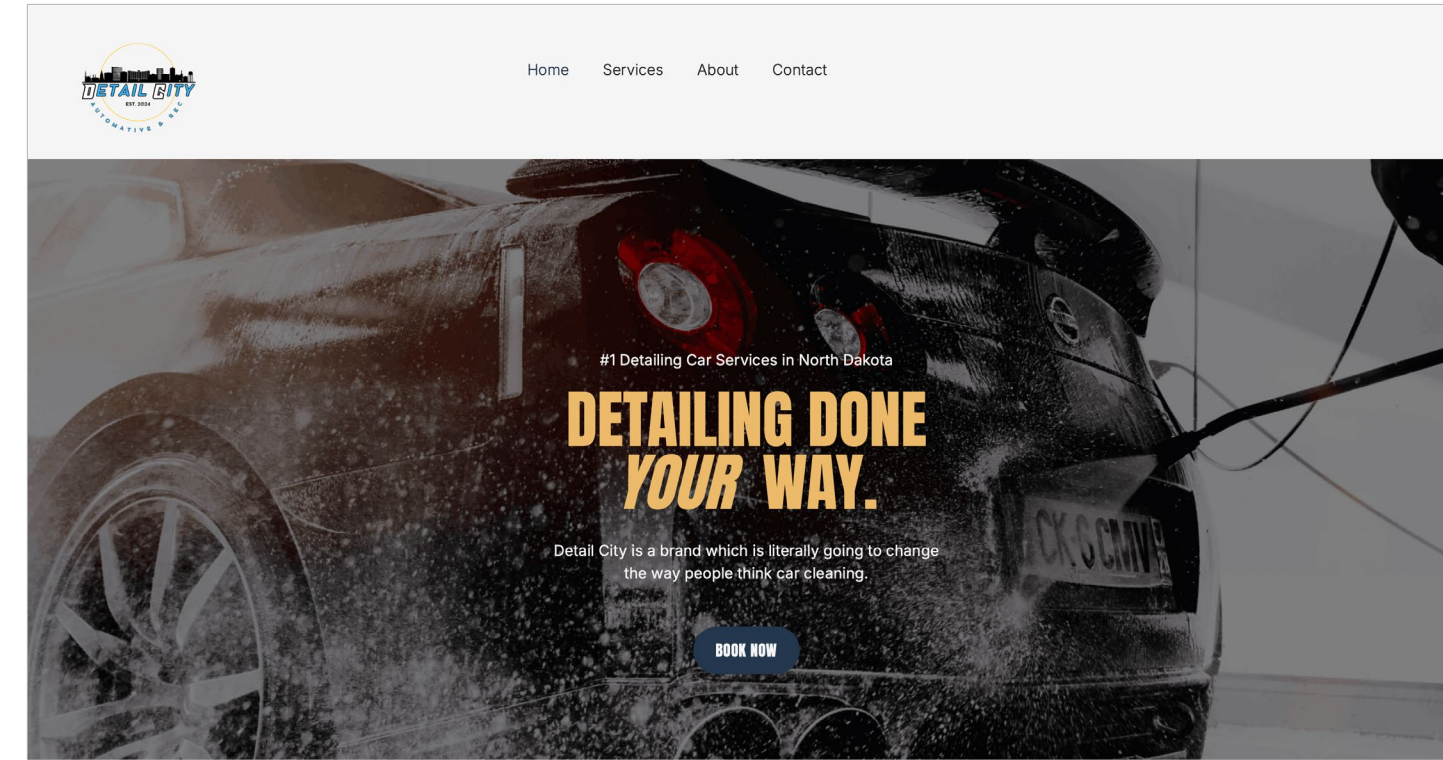 DETAIL CITY
EST. 2024
AUTOMATIVE & REC
Home
Services
About
Contact
#1 Detailing Car Services in North Dakota
DETAILING DONE
YOUR WAY.
Detail City is a brand which is literally going to change
the way people think car cleaning.
BOOK NOW